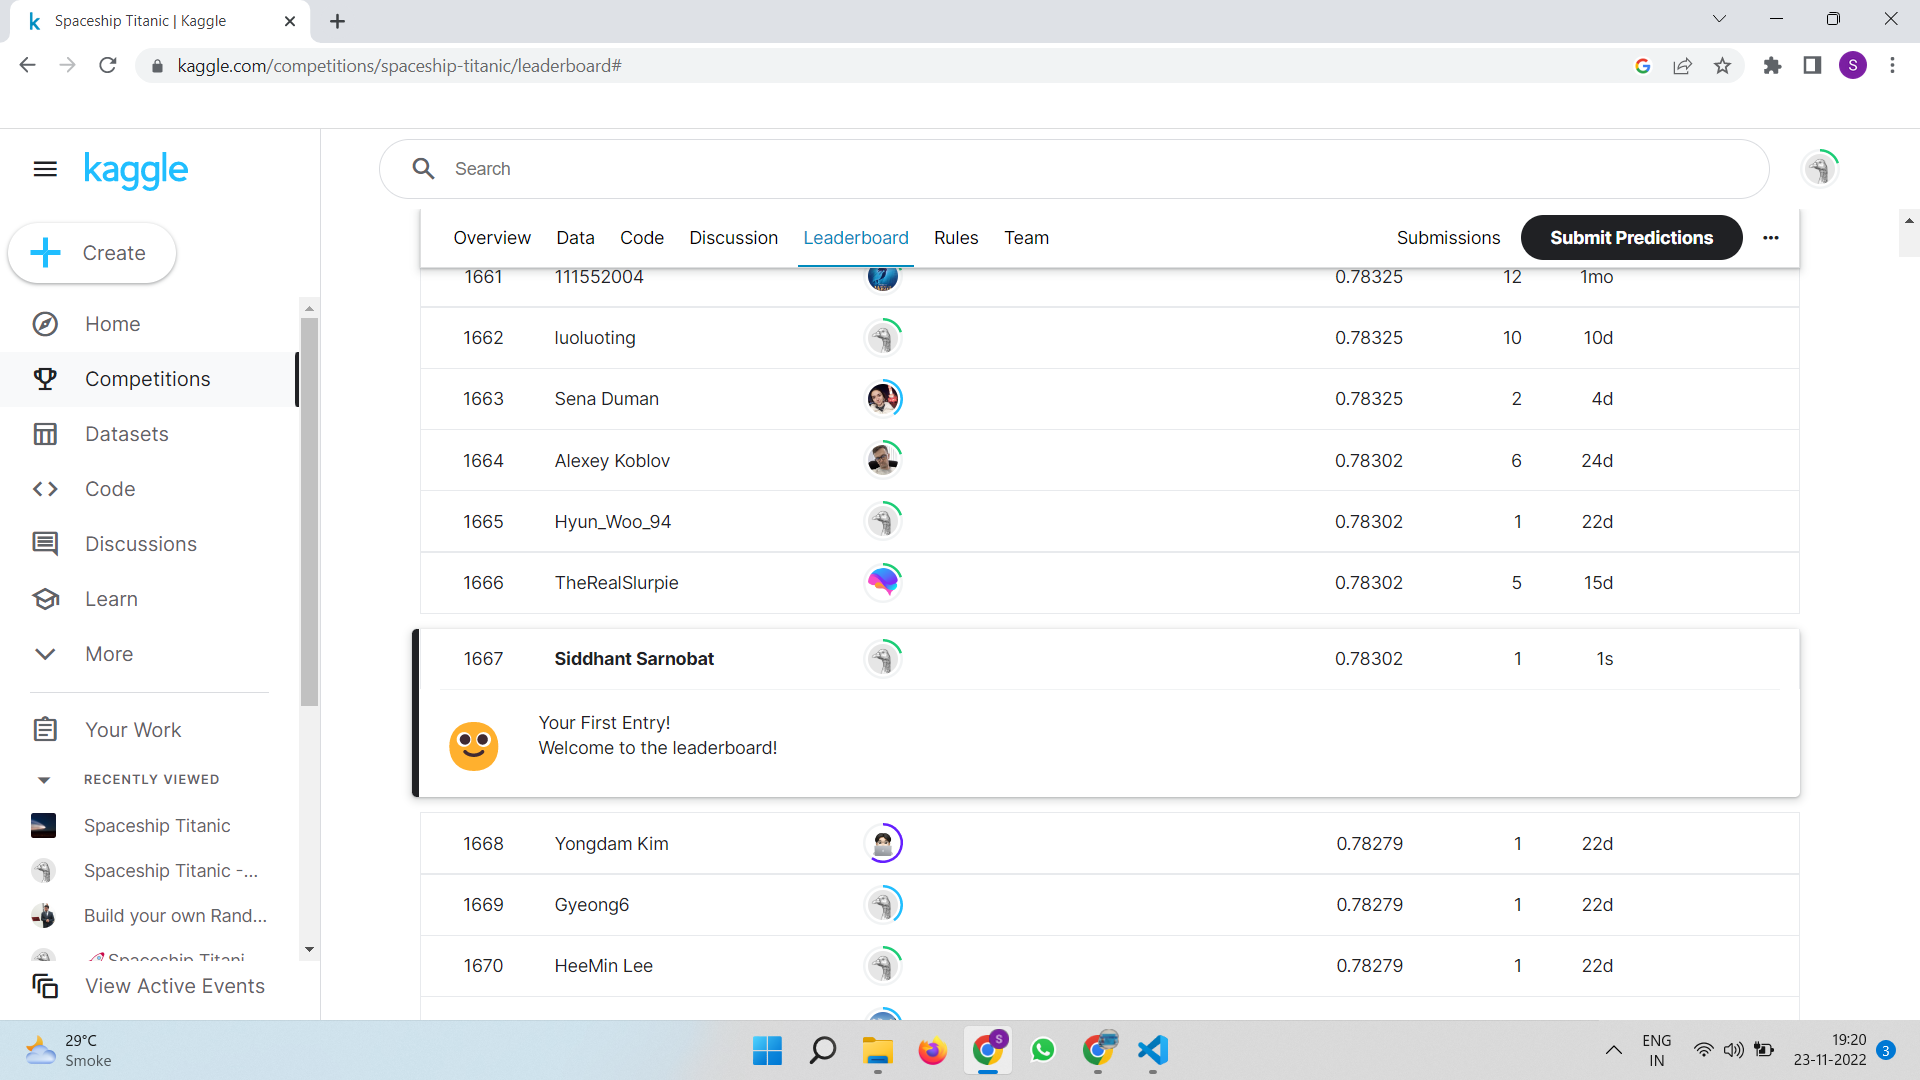 Spaceship Titanic | Kaggle
kaggle.com/competitions/spaceship-titanic/leaderboard#
S
kaggle
Search
Create
Overview Data Code Discussion Leaderboard Rules Team Submissions Submit Predictions
Home
Competitions
Datasets
Code
Discussions
Learn
More
Your Work
RECENTLY VIEWED
Spaceship Titanic
Spaceship Titanic -...
Build your own Rand...
Spaceship Titani
View Active Events
1661 111552004 0.78325 12 1mo
1662 luoluoting 0.78325 10 10d
1663 Sena Duman 0.78325 2 4d
1664 Alexey Koblov 0.78302 6 24d
1665 Hyun_Woo_94 0.78302 1 22d
1666 TheRealSlurpie 0.78302 5 15d
1667 Siddhant Sarnobat 0.78302 1 1s
Your First Entry!
Welcome to the leaderboard!
1668 Yongdam Kim 0.78279 1 22d
1669 Gyeong6 0.78279 1 22d
1670 HeeMin Lee 0.78279 1 22d
29°C
Smoke
S
ENG
IN
19:20
23-11-2022
3